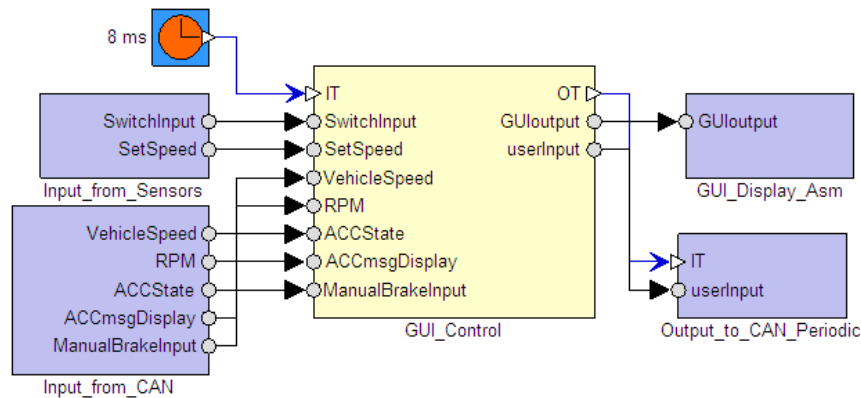 8 ms
IT
OT
SwitchInput
SetSpeed
Input_from_Sensors
SwitchInput
SetSpeed
VehicleSpeed
RPM
ACCState
ACCmsgDisplay
ManualBrakeInput
GUIoutput
userInput
GUI_Control
GUIoutput
GUI_Display_Asm
VehicleSpeed
RPM
ACCState
ACCmsgDisplay
ManualBrakeInput
Input_from_CAN
IT
userInput
Output_to_CAN_Periodic